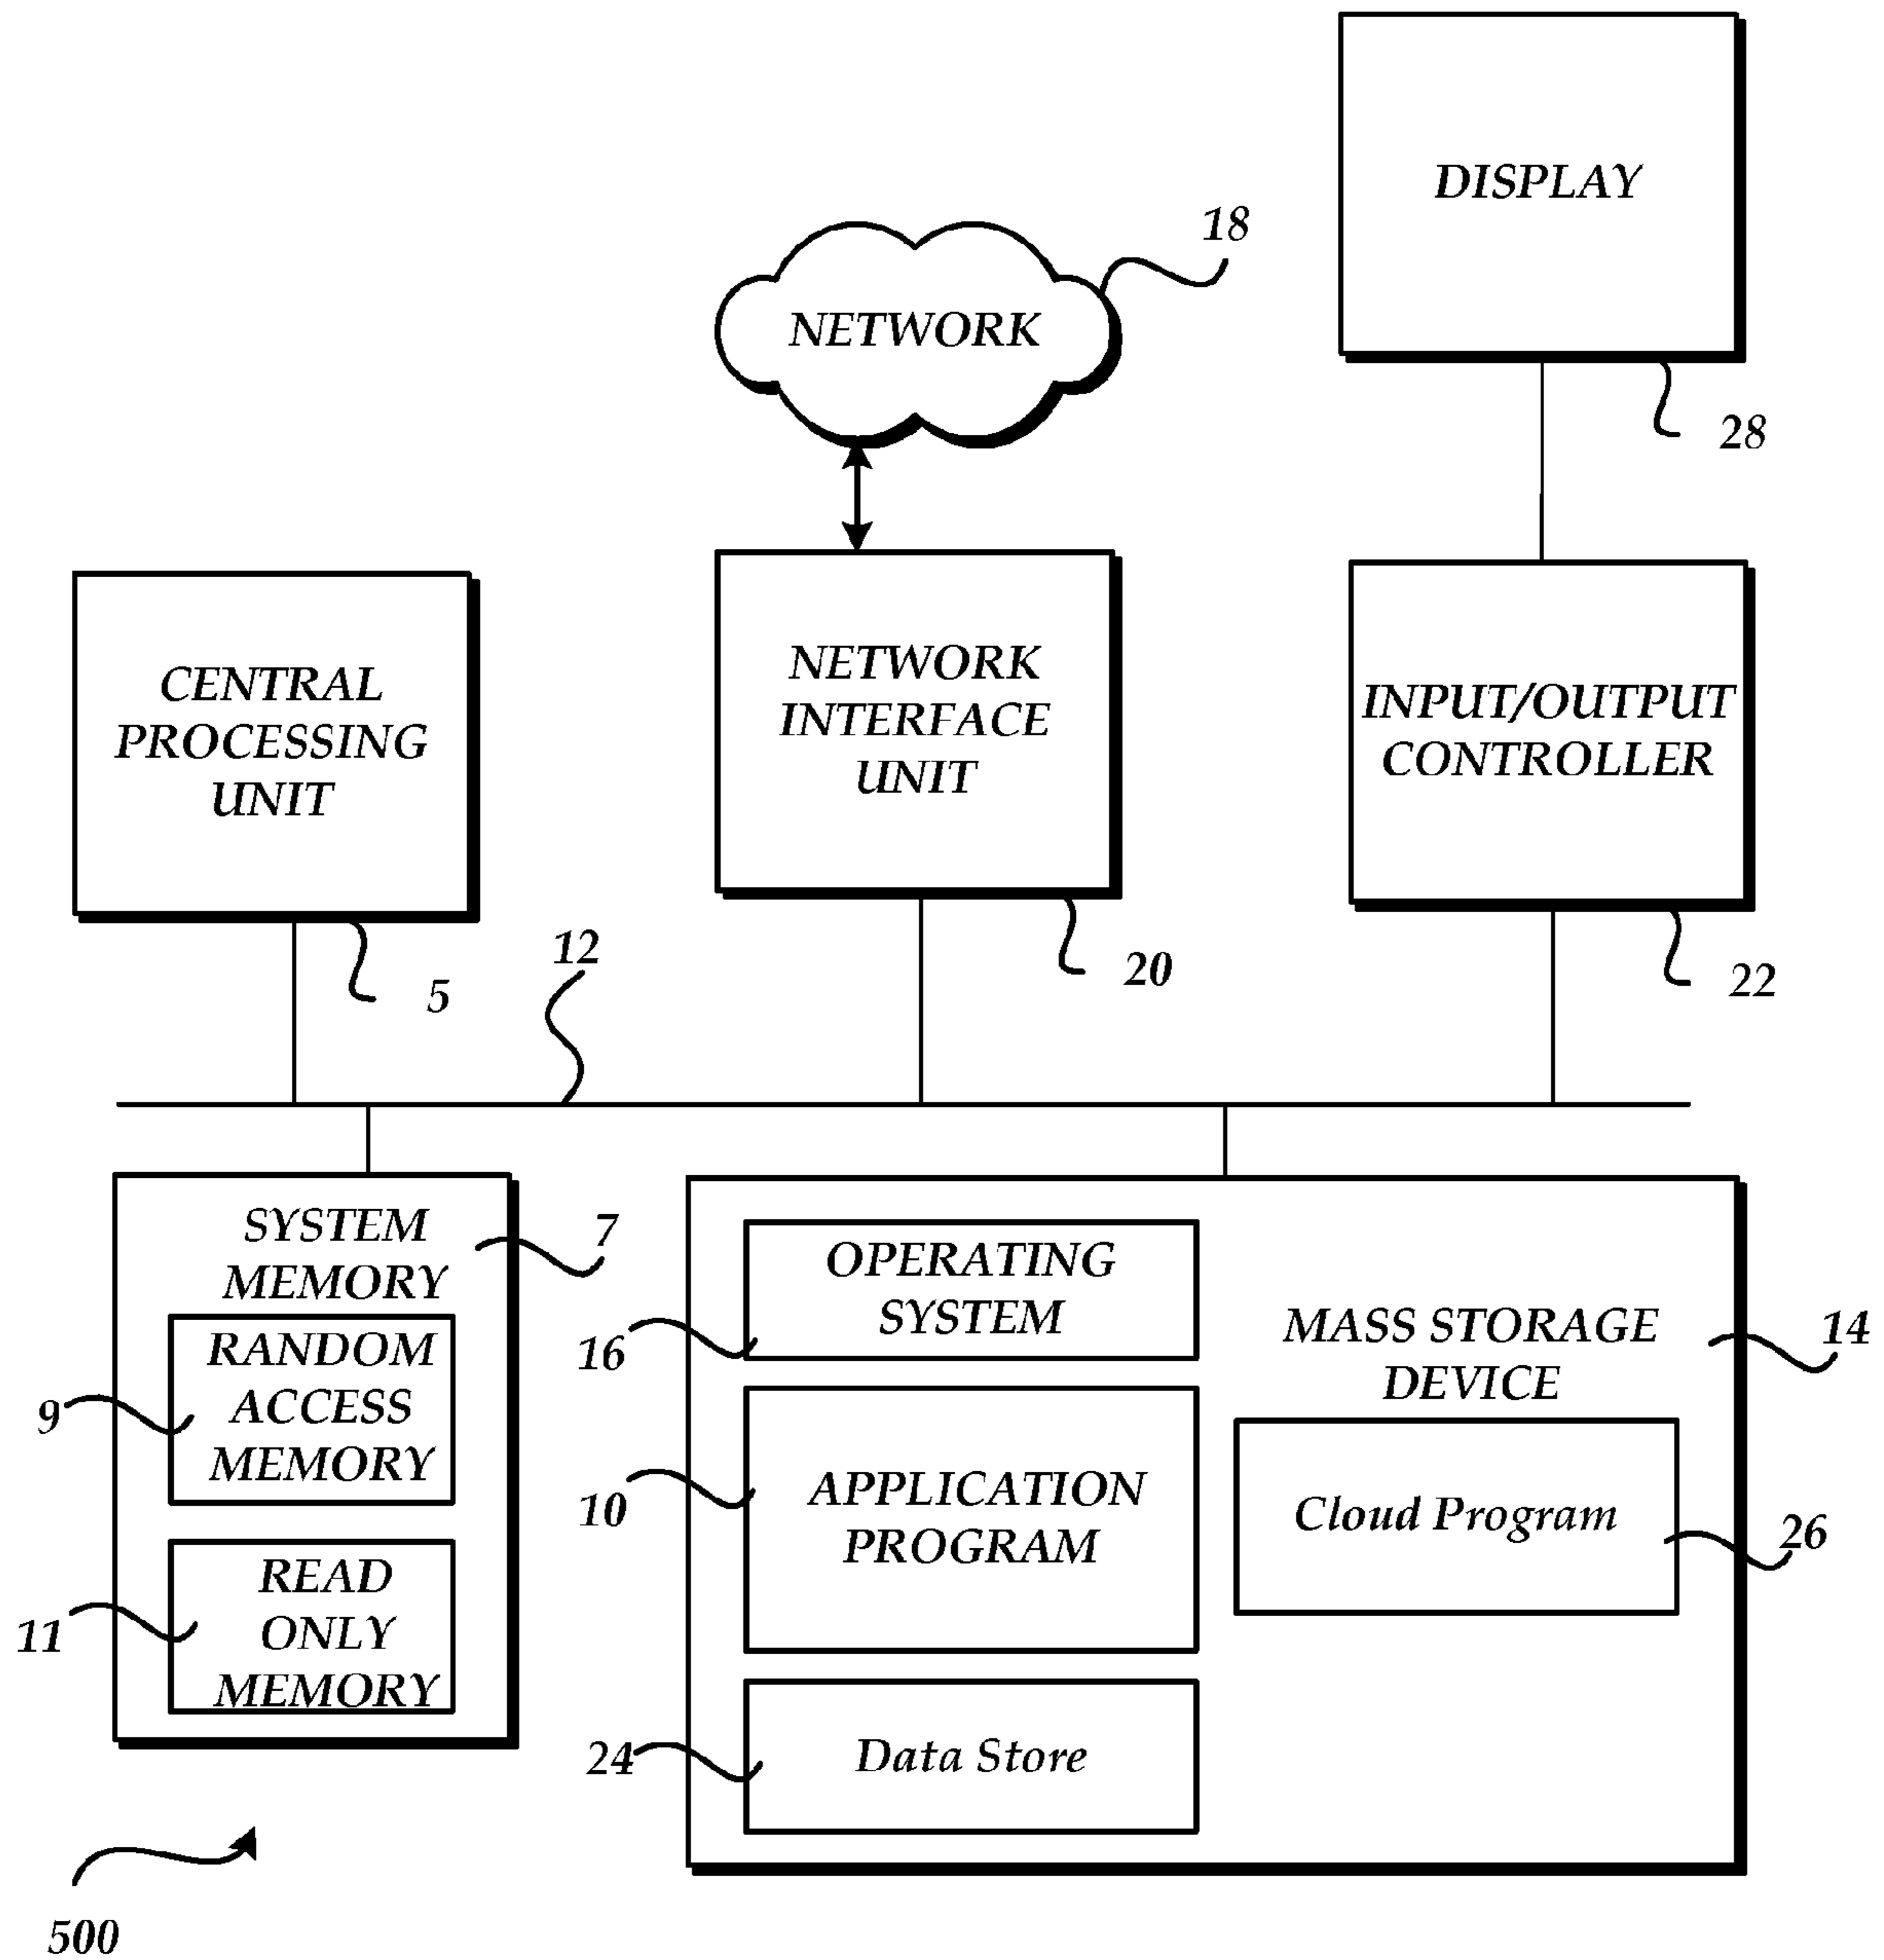 DISPLAY
28
18
NETWORK
CENTRAL
PROCESSING
UNIT
5
NETWORK
INTERFACE
UNIT
20
INPUT/OUTPUT
CONTROLLER
22
12
SYSTEM
MEMORY
7
RANDOM
ACCESS
MEMORY
9
READ
ONLY
MEMORY
11
OPERATING
SYSTEM
16
MASS STORAGE
DEVICE
14
APPLICATION
PROGRAM
10
Cloud Program
26
Data Store
24
500